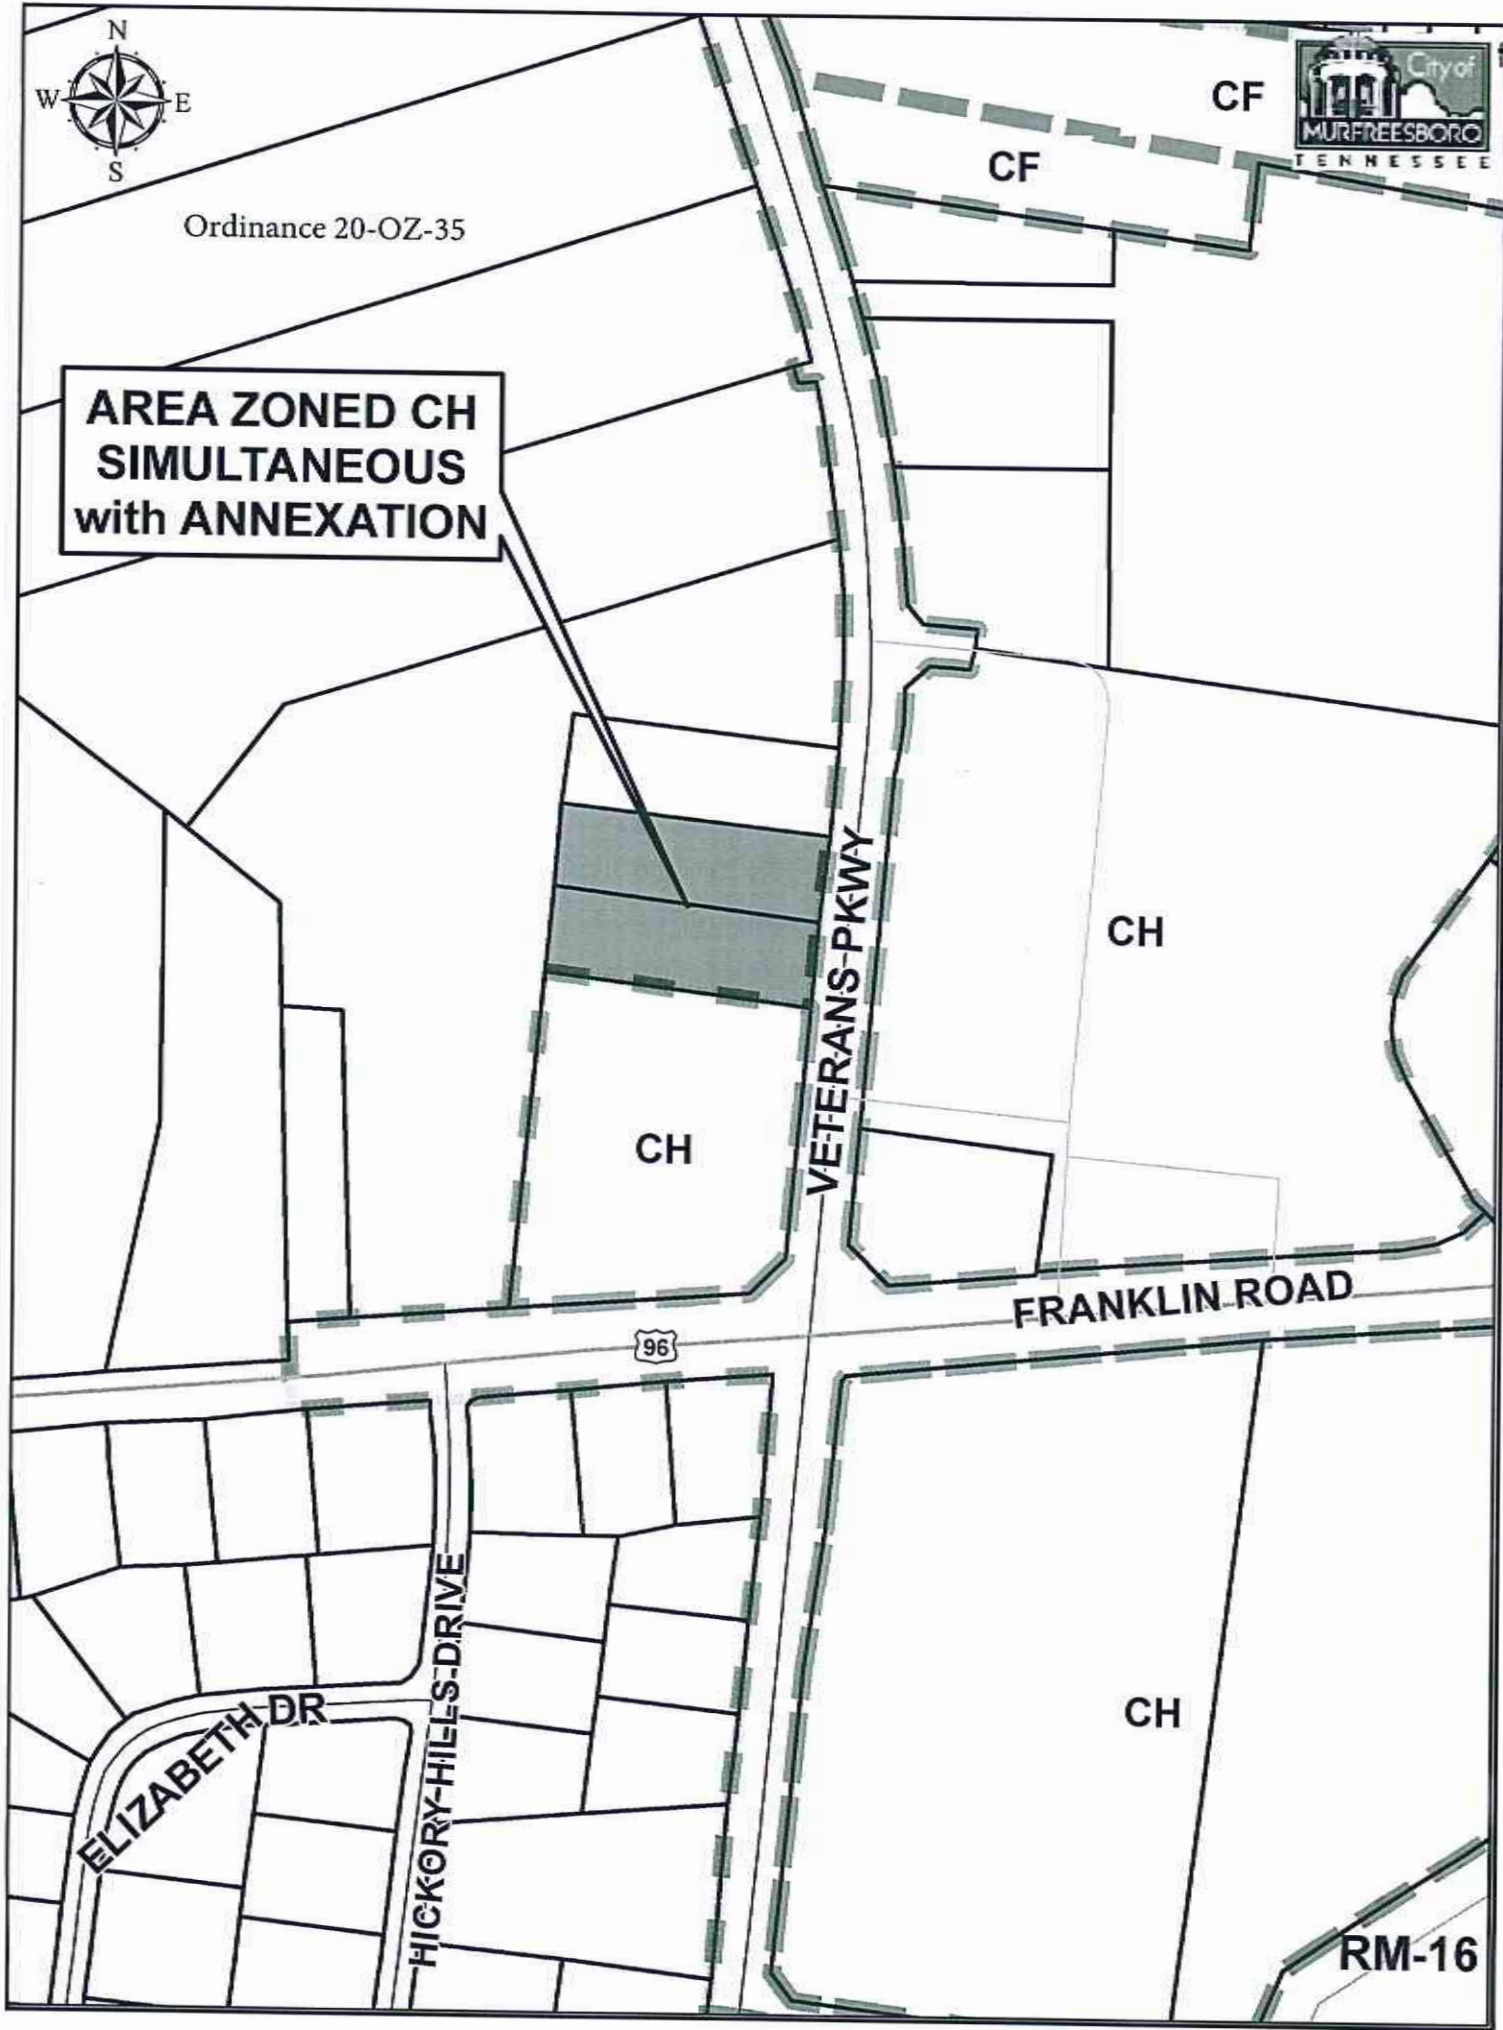 N
W E
S
City of
MURFREESBORO
TENNESSEE
CF
CF
Ordinance 20-OZ-35
AREA ZONED CH
SIMULTANEOUS
with ANNEXATION
VETERANS PKWY
CH
CH
FRANKLIN ROAD
96
HICKORY HILLS DRIVE
ELIZABETH DR
CH
RM-16